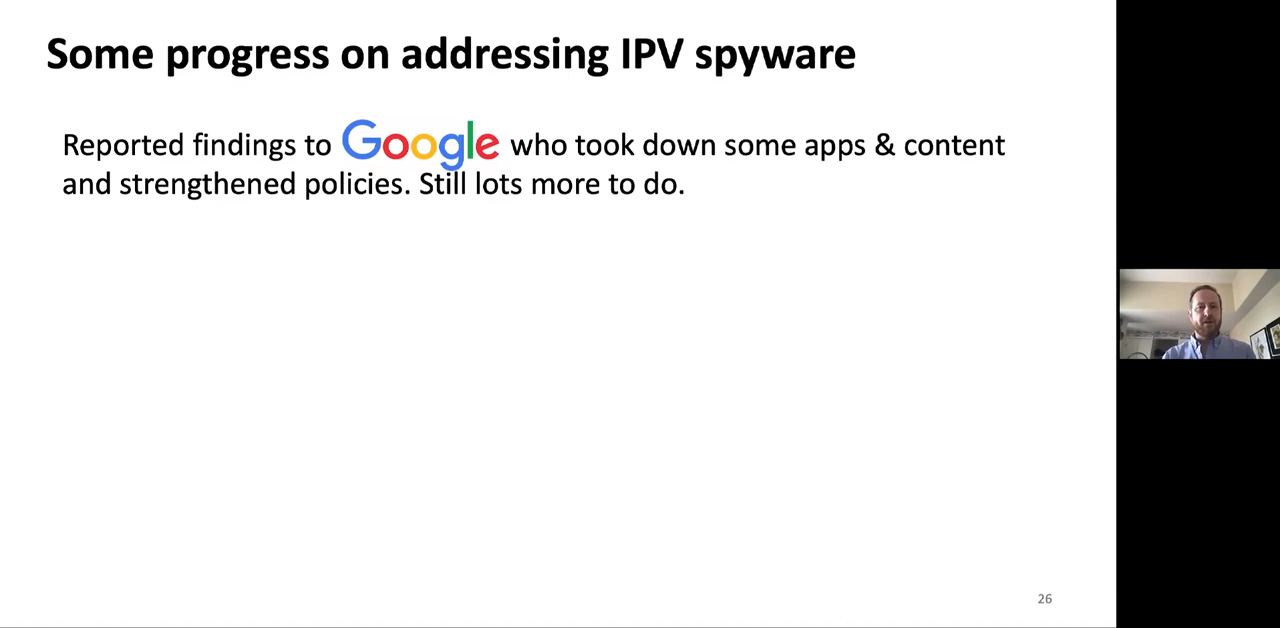 Some progress on addressing IPV spyware
Reported findings to Google who took down some apps & content
and strengthened policies. Still lots more to do.
26